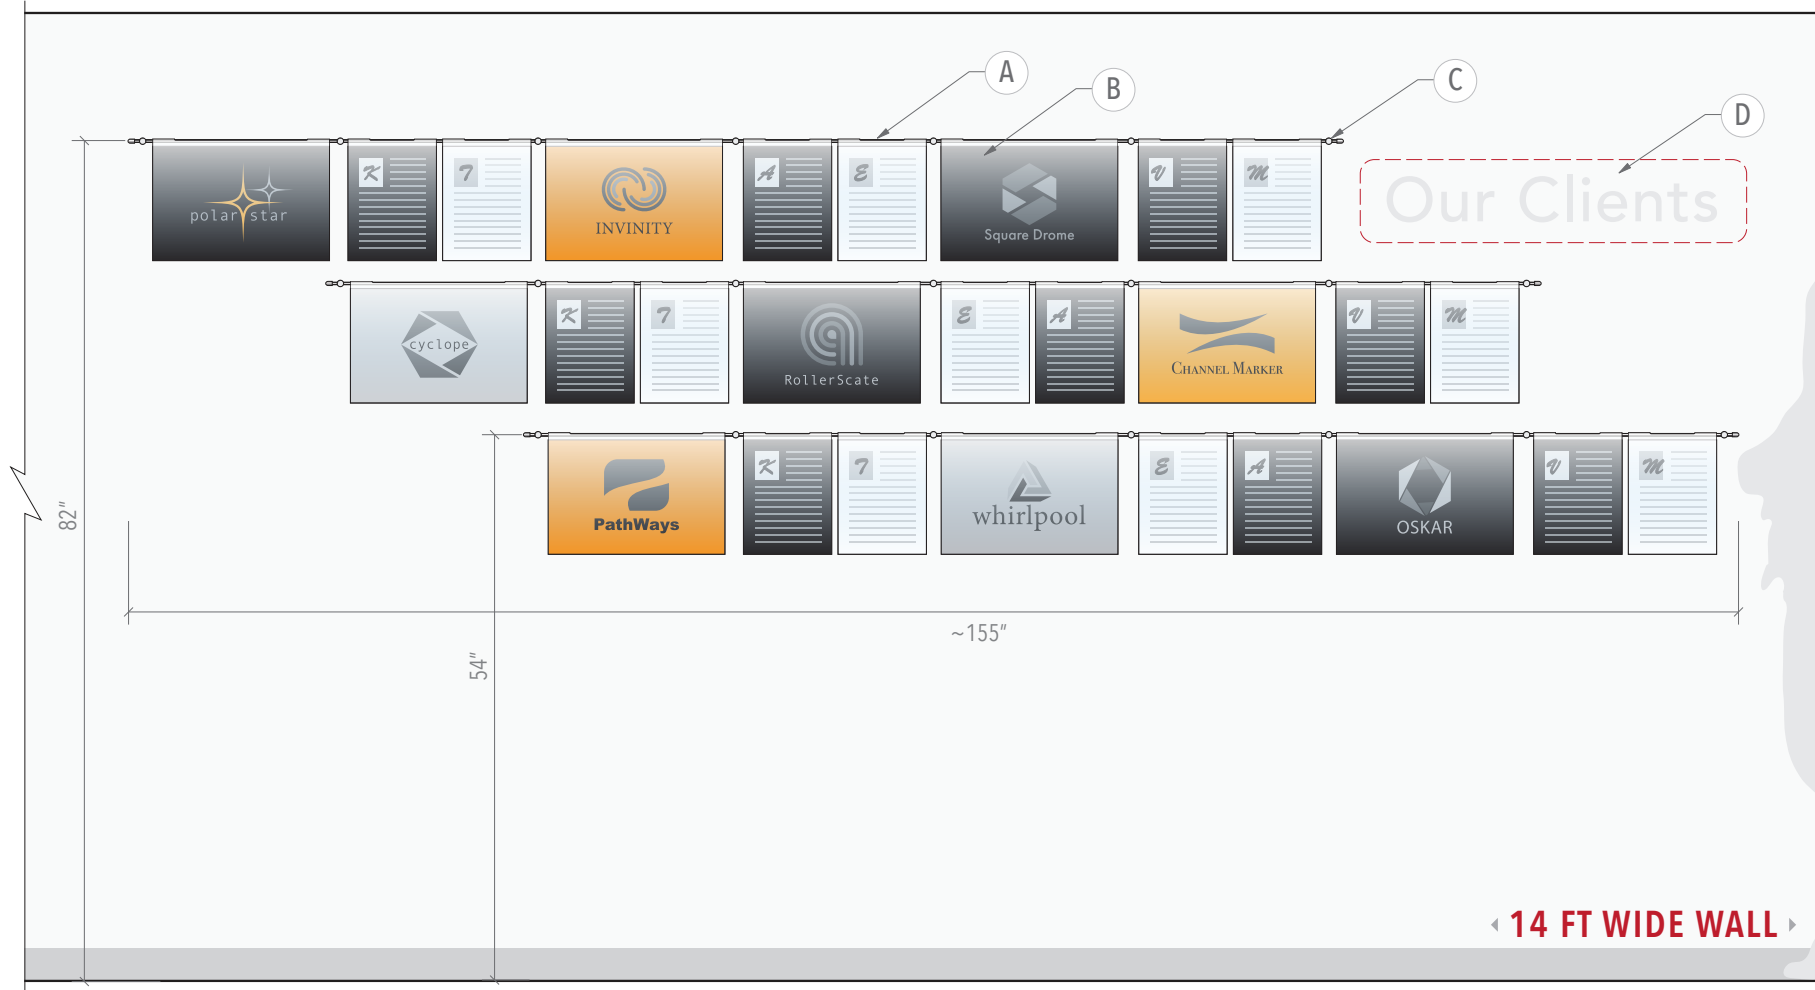 A
B
C
D
polar star
K
T
INVINITY
A
E
Square Drome
V
M
Our Clients
cyclope
K
T
RollerScate
E
A
CHANNEL MARKER
V
M
PathWays
K
T
whirlpool
E
A
OSKAR
V
M
82"
54"
~155"
14 FT WIDE WALL